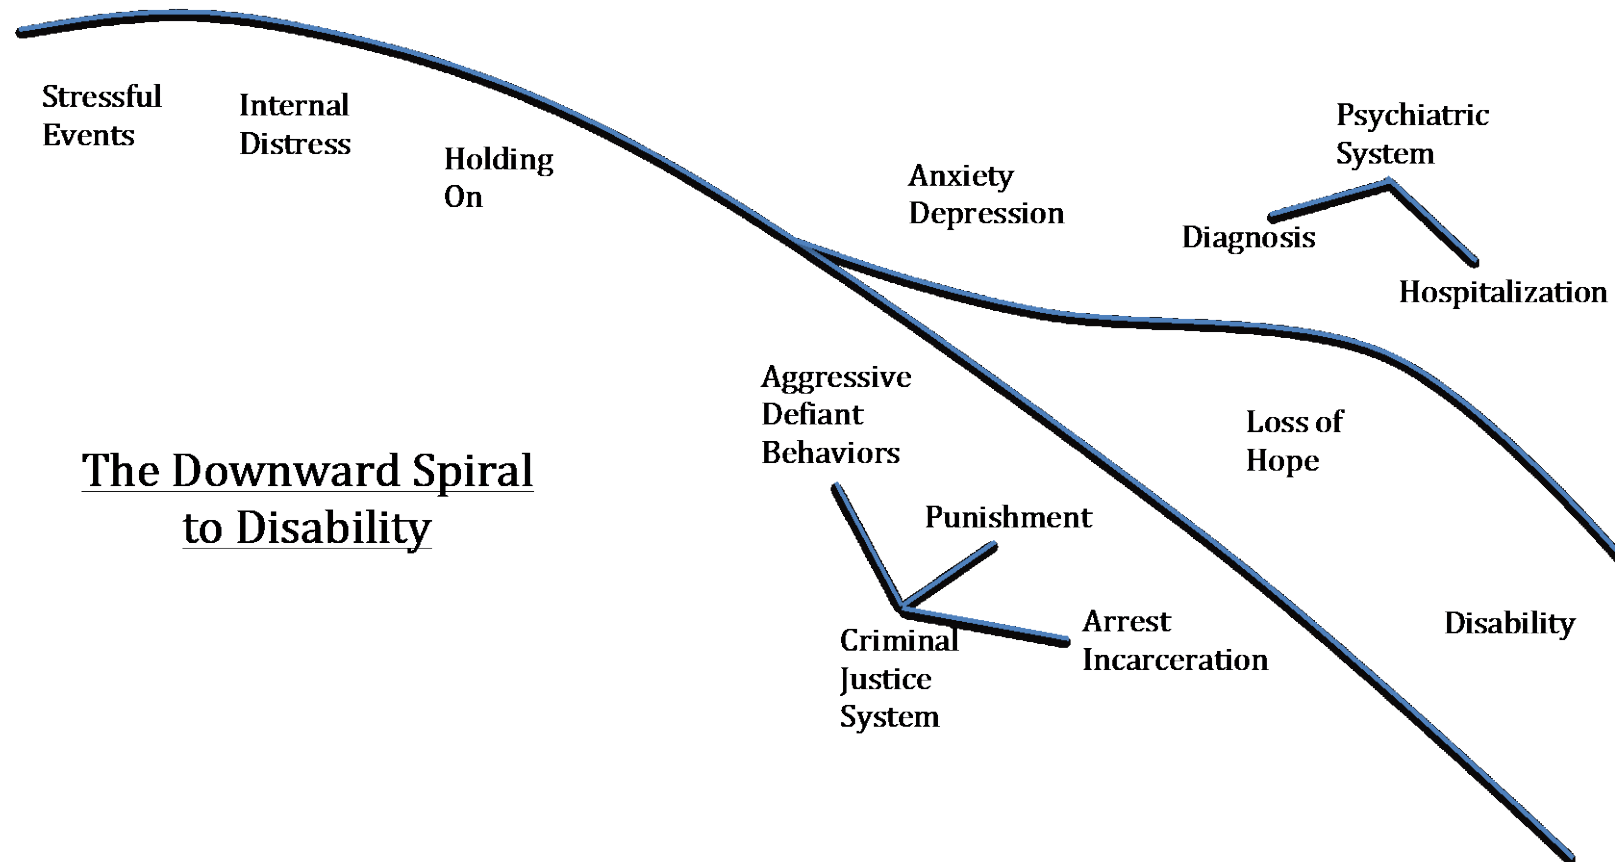 Stressful
Events
Internal
Distress
Holding
On
Anxiety
Depression
Psychiatric
System
Diagnosis
Hospitalization
Aggressive
Defiant
Behaviors
Loss of
Hope
The Downward Spiral
to Disability
Punishment
Criminal
Justice
System
Arrest
Incarceration
Disability